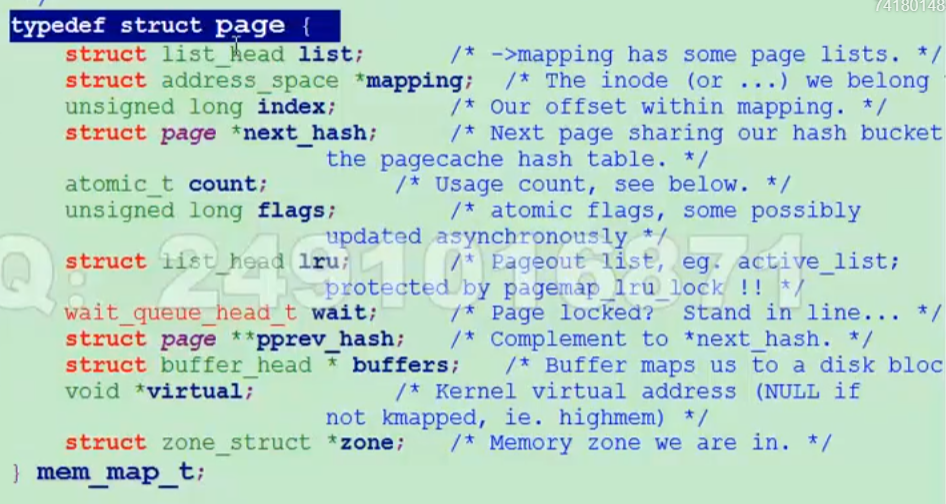 74180148
typedef struct page {
struct list_head list; /* ->mapping has some page lists. */
struct address_space *mapping; /* The inode (or ...) we belong
unsigned long index; /* Our offset within mapping. */
struct page *next_hash; /* Next page sharing our hash bucket
the pagecache hash table. */
atomic_t count; /* Usage count, see below. */
unsigned long flags; /* atomic flags, some possibly
updated asynchronously */
Q: 2491016871
struct list_head lru; /* Pageout list, eg. active_list;
protected by pagemap_lru_lock !! */
wait_queue_head_t wait; /* Page locked? Stand in line... */
struct page **pprev_hash; /* Complement to *next_hash. */
struct buffer_head * buffers; /* Buffer maps us to a disk bloc
void *virtual; /* Kernel virtual address (NULL if
not kmapped, ie. highmem) */
struct zone_struct *zone; /* Memory zone we are in. */
} mem_map_t;